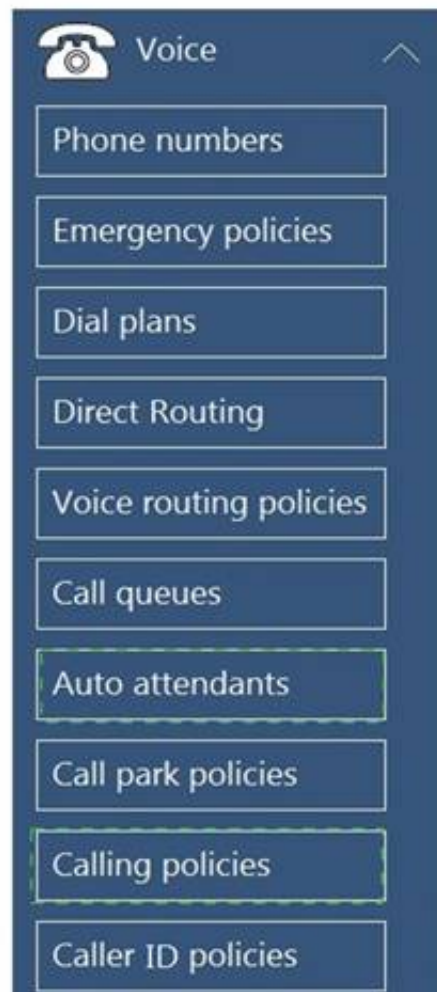 Voice
Phone numbers
Emergency policies
Dial plans
Direct Routing
Voice routing policies
Call queues
Auto attendants
Call park policies
Calling policies
Caller ID policies